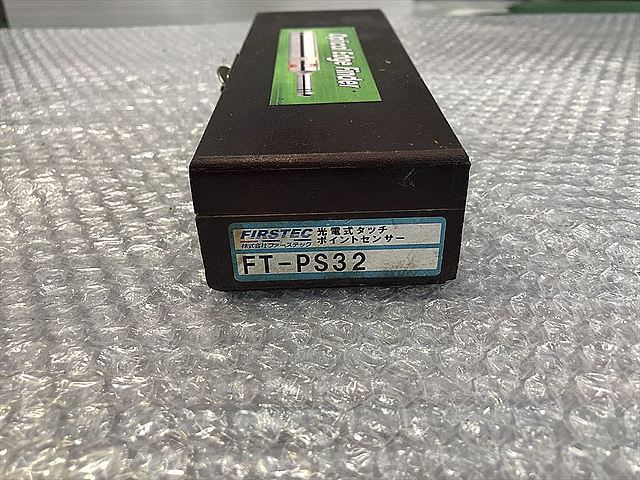 Optical Edge Finder
FIRSTEC 光電式タッチ
株式会社ファーステック ポイントセンサー
FT-PS32